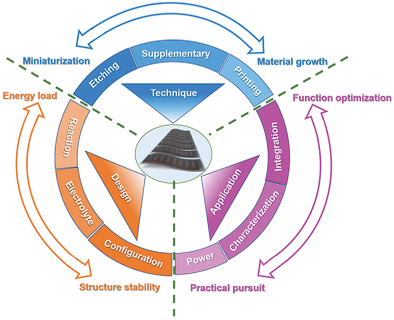 Miniaturization
Etching
Supplementary
Printing
Material growth
Technique
Energy load
Function optimization
Reaction
Integration
Design
Application
Electrolyte
Characterization
Configuration
Power
Structure stability
Practical pursuit